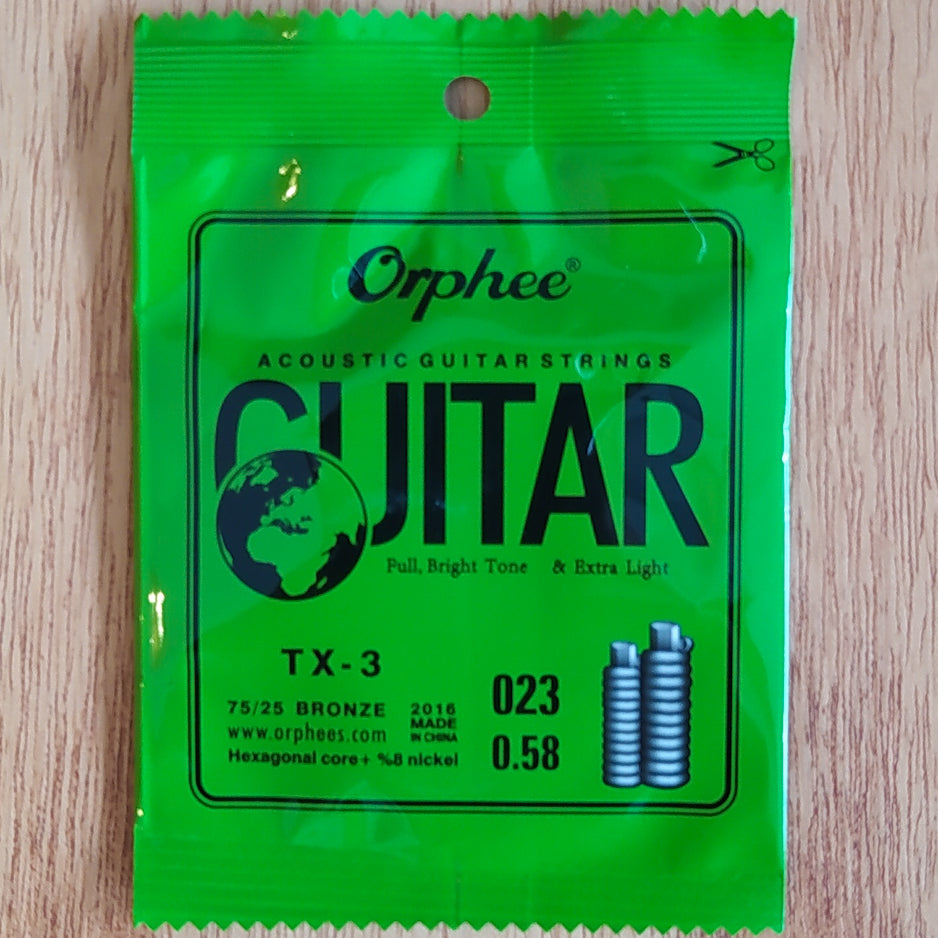 Orphee®
ACOUSTIC GUITAR STRINGS
GUITAR
Full, Bright Tone & Extra Light
TX-3
75/25 BRONZE
www.orphees.com
Hexagonal core+ %8 nickel
2016
MADE
IN CHINA
023
0.58